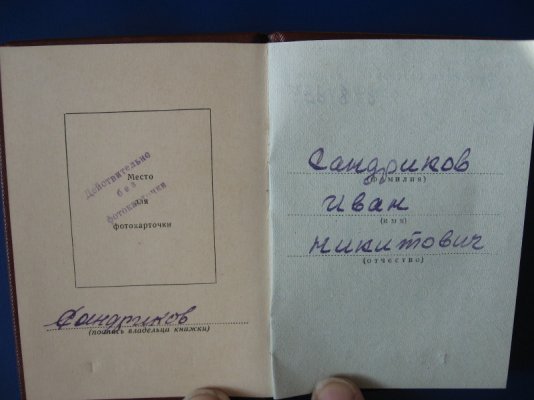 Действительно
без
фотокарточки
Место
для
фотокарточки
Сандриков
(подпись владельца книжки)
Сандриков
(фамилия)
Иван
(имя)
Никитович
(отчество)